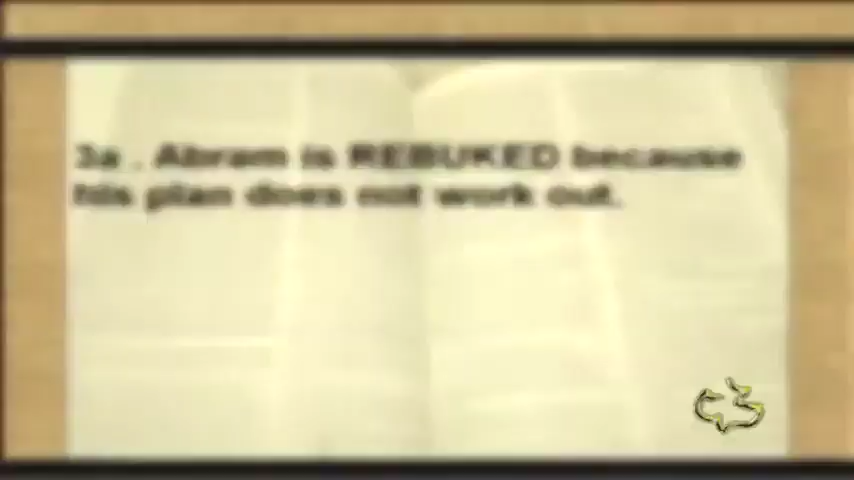 3a . Abram is REBUKED because
his plan does not work out.